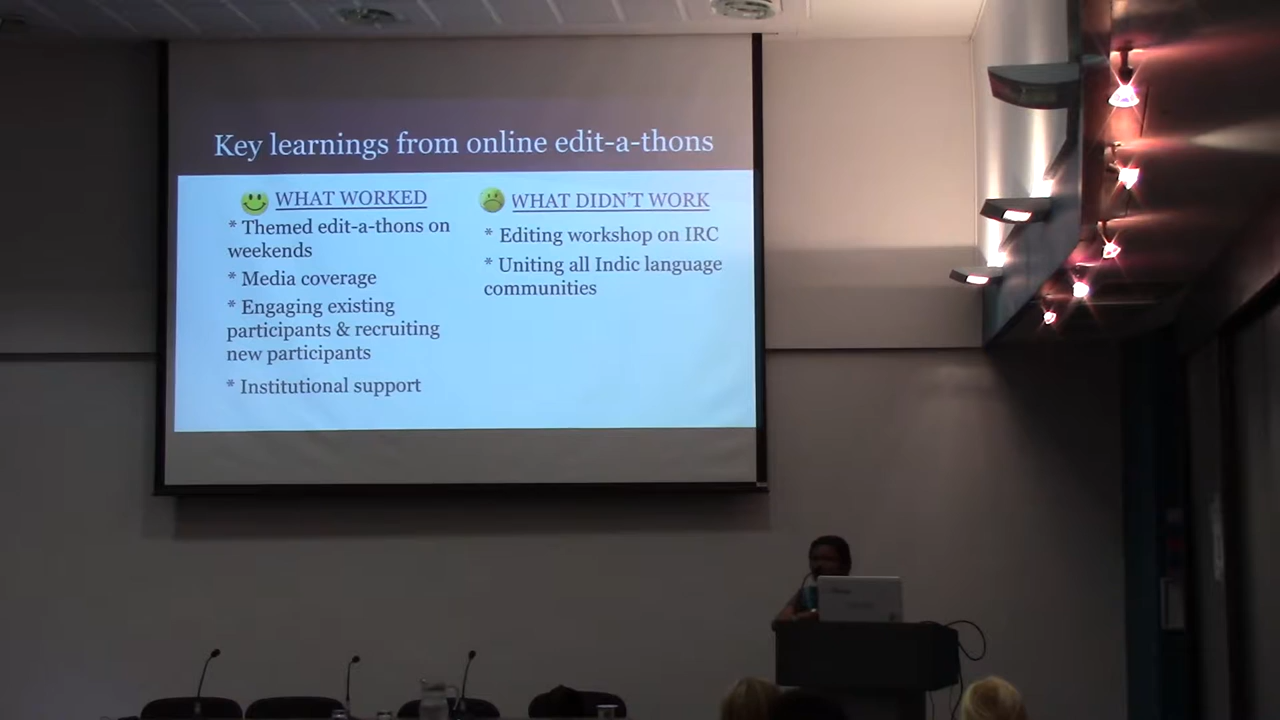 Key learnings from online edit-a-thons
WHAT WORKED
* Themed edit-a-thons on
weekends
* Media coverage
* Engaging existing
participants & recruiting
new participants
* Institutional support
WHAT DIDN'T WORK
* Editing workshop on IRC
* Uniting all Indic language
communities